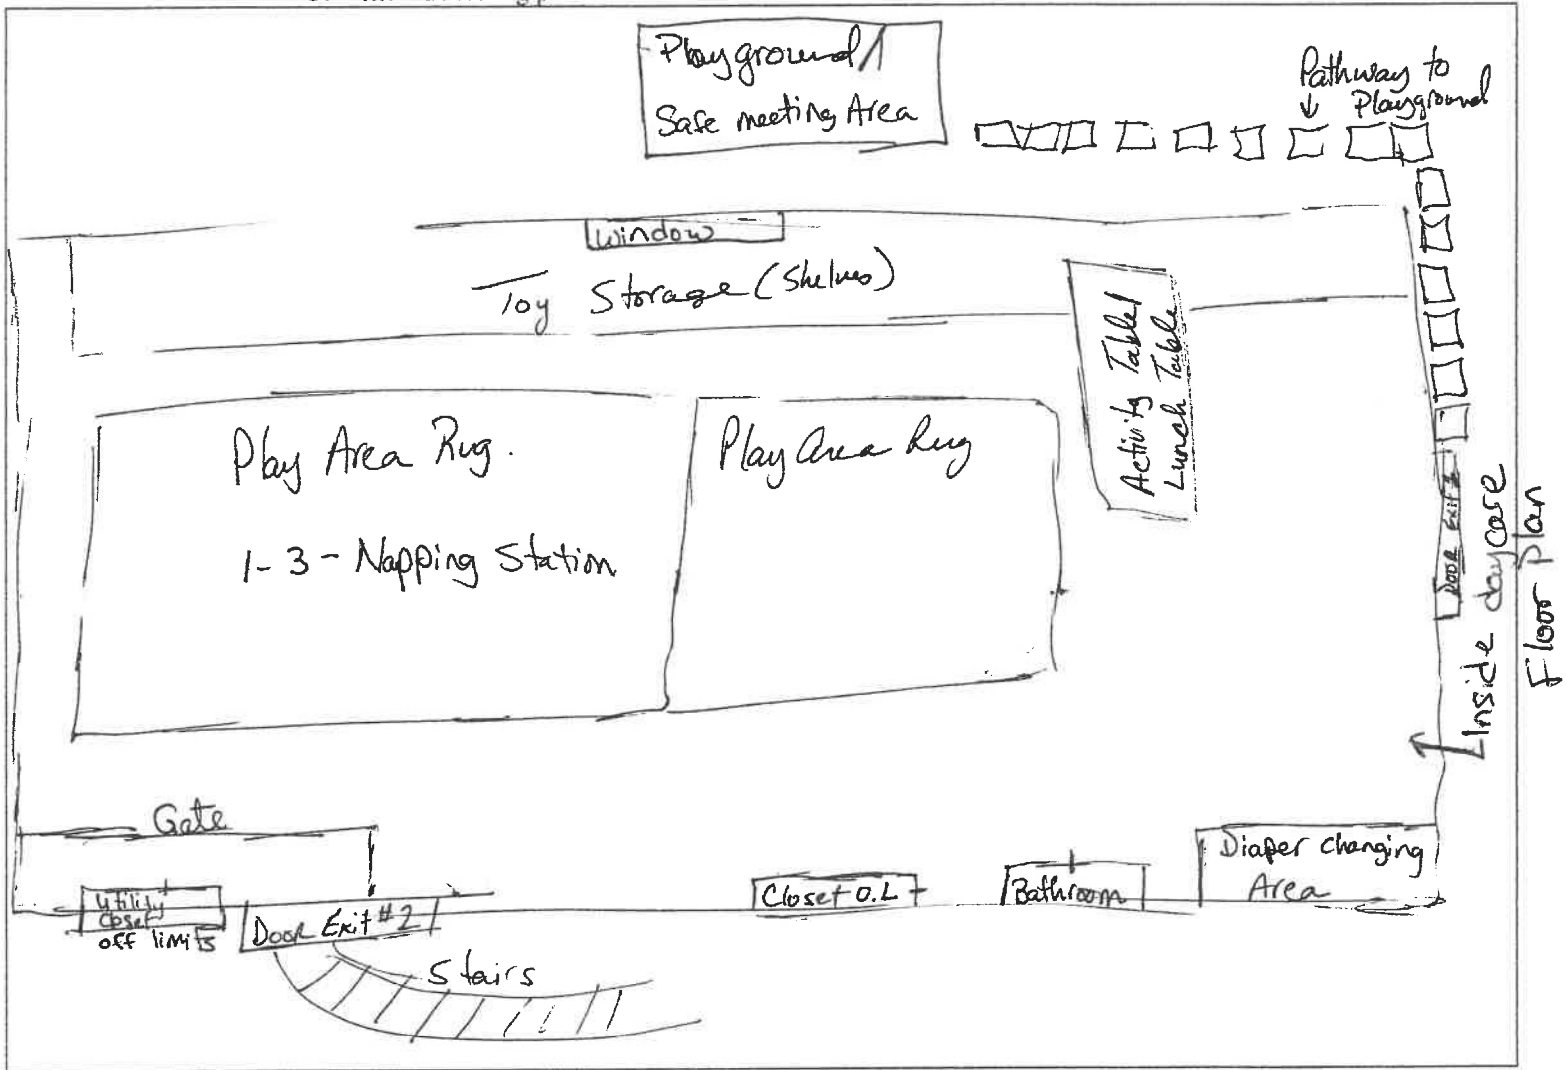 Playground/
Safe meeting Area
Pathway to
Playground
Window
Toy Storage (Shelves)
Activity Table/
Lunch Table
Play Area Rug.
Play Area Rug
1-3- Napping Station
Door Exit 1
Inside daycare
Floor plan
Gate
Utility
Closet
off limits
Door Exit #2
Stairs
Closet O.L
Bathroom
Diaper changing
Area